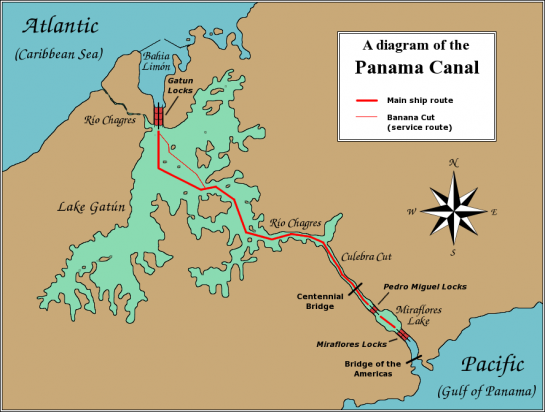 Atlantic
(Caribbean Sea)
Bahia
Limón
Gatun
Locks
Rio Chagres
A diagram of the
Panama Canal
Main ship route
Banana Cut
(service route)
Lake Gatún
Rio Chagres
N
W
E
S
Culebra Cut
Centennial
Bridge
Pedro Miguel Locks
Miraflores
Lake
Miraflores Locks
Bridge of the
Americas
Pacific
(Gulf of Panama)